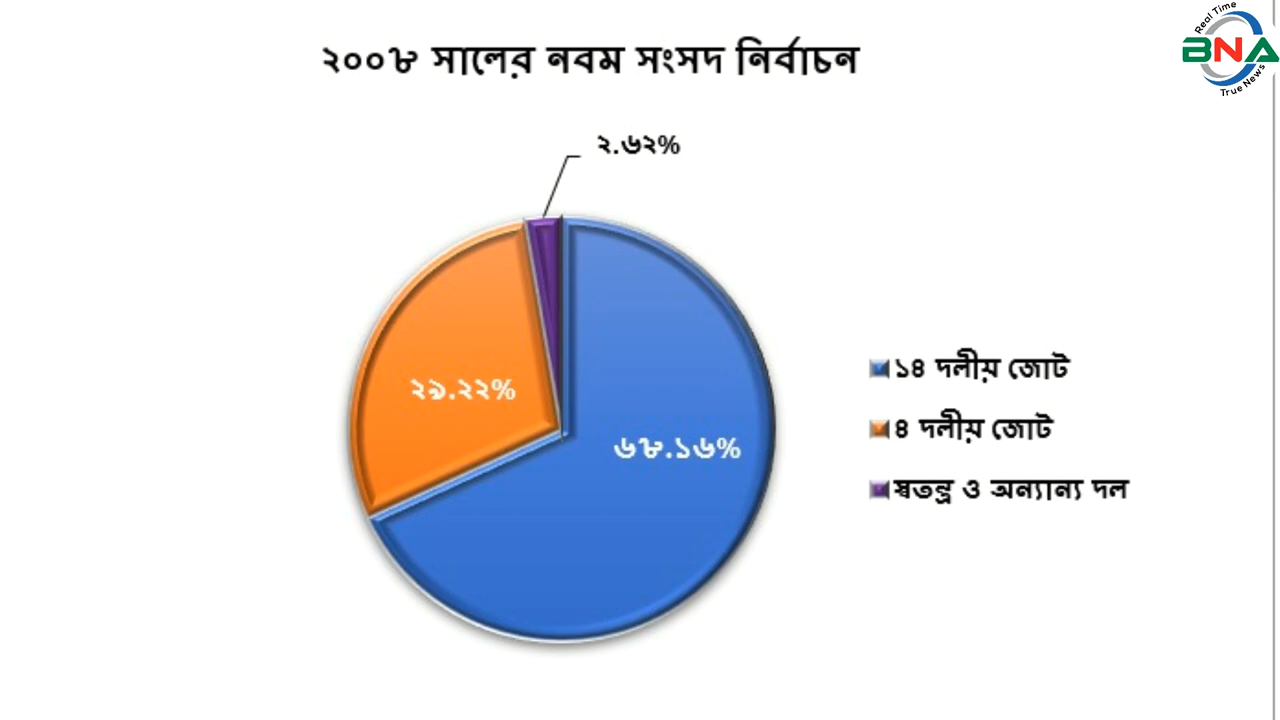 Real Time
BNA
True News
২০০৮ সালের নবম সংসদ নির্বাচন
২.৬২%
২৯.২২%
৬৮.১৬%
১৪ দলীয় জোট
৪ দলীয় জোট
স্বতন্ত্র ও অন্যান্য দল